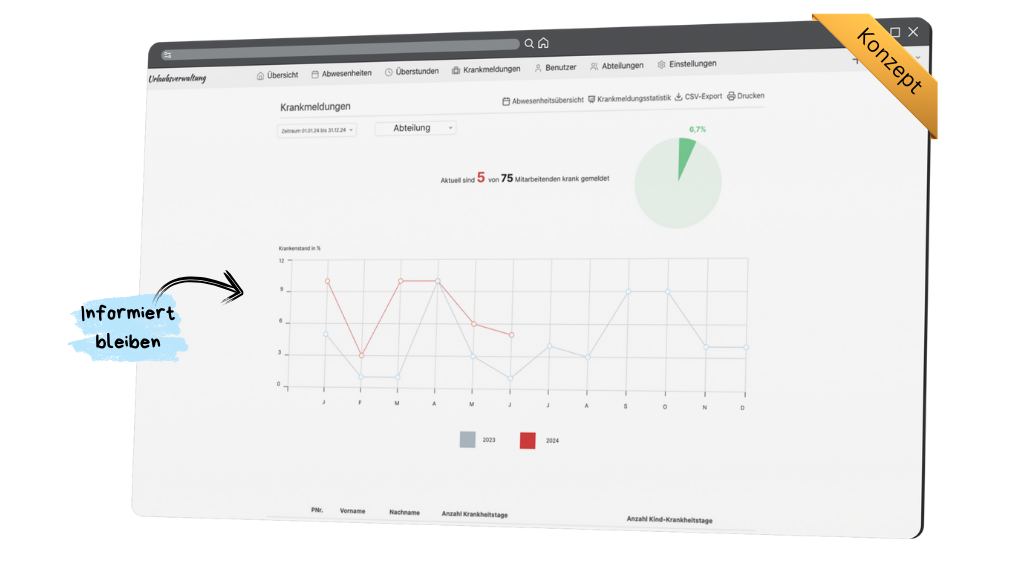 Konzept
Urlaubsverwaltung
Übersicht Abwesenheiten Überstunden Krankmeldungen Benutzer Abteilungen Einstellungen
Krankmeldungen
Abwesenheitsübersicht Krankmeldungsstatistik CSV-Export Drucken
Zeitraum 01.01.24 bis 31.12.24 Abteilung
6,7%
Aktuell sind 5 von 75 Mitarbeitenden krank gemeldet
Krankenstand in %
12
9
6
3
0
J F M A M J J A S O N D
2023 2024
Informiert
bleiben
PNr. Vorname Nachname Anzahl Krankheitstage Anzahl Kind-Krankheitstage